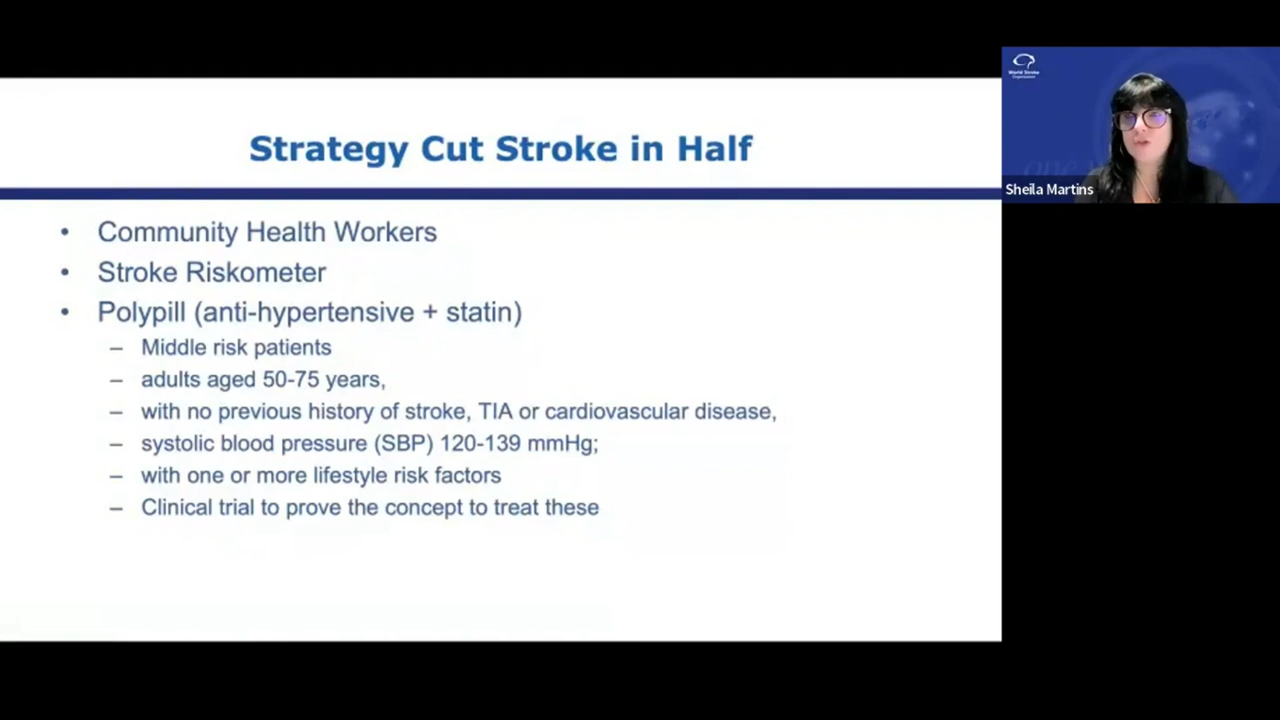 Strategy Cut Stroke in Half
• Community Health Workers
• Stroke Riskometer
• Polypill (anti-hypertensive + statin)
– Middle risk patients
– adults aged 50-75 years,
– with no previous history of stroke, TIA or cardiovascular disease,
– systolic blood pressure (SBP) 120-139 mmHg;
– with one or more lifestyle risk factors
– Clinical trial to prove the concept to treat these
World Stroke
Organization
Sheila Martins